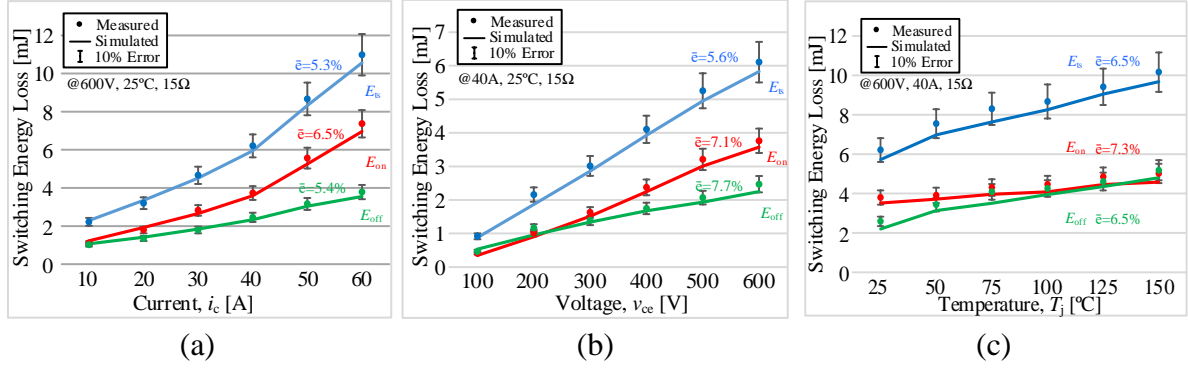 Switching Energy Loss [mJ]
12
10
8
6
4
2
0
Measured
Simulated
10% Error
@600V, 25ºC, 15Ω
ē=5.3%
Ets
ē=6.5%
Eon
ē=5.4%
Eoff
10 20 30 40 50 60
Current, ic [A]
(a)
Switching Energy Loss [mJ]
7
6
5
4
3
2
1
0
Measured
Simulated
10% Error
@40A, 25ºC, 15Ω
ē=5.6%
Ets
ē=7.1%
Eon
ē=7.7%
Eoff
100 200 300 400 500 600
Voltage, vce [V]
(b)
Switching Energy Loss [mJ]
12
10
8
6
4
2
0
Measured
Simulated
10% Error
@600V, 40A, 15Ω
Ets ē=6.5%
Eon ē=7.3%
Eoff ē=6.5%
25 50 75 100 125 150
Temperature, Tj [ºC]
(c)